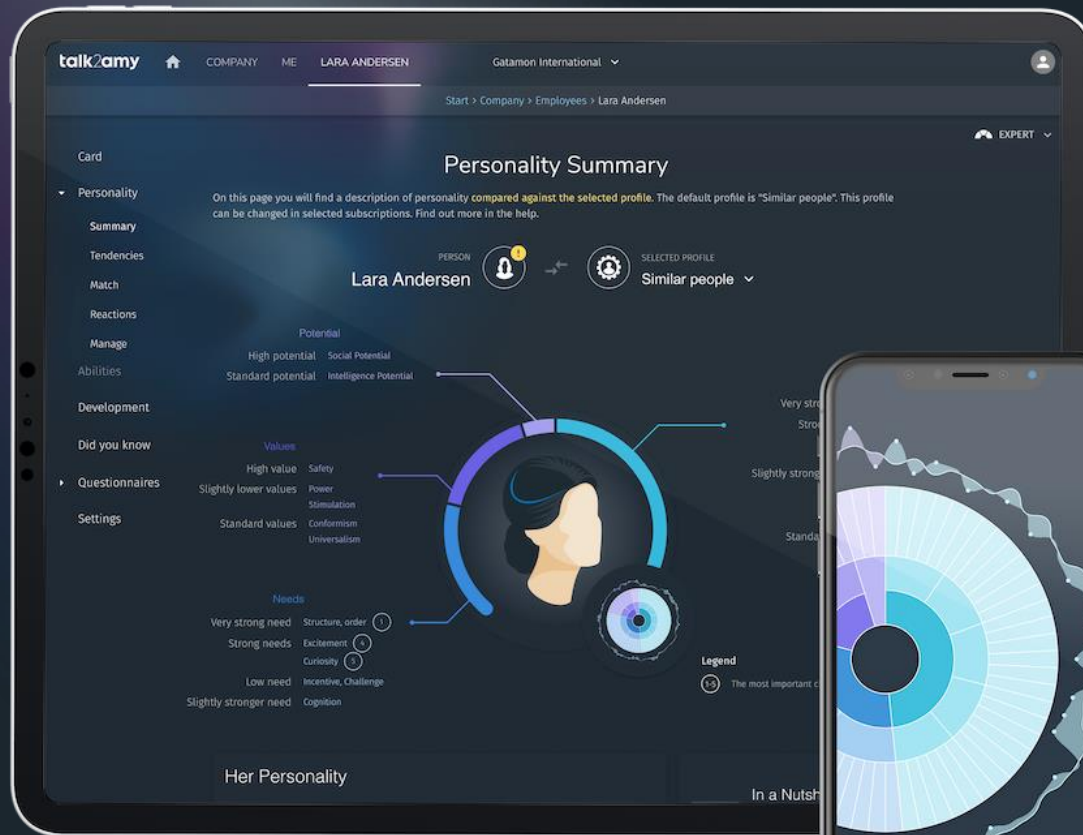 talk2amy COMPANY ME LARA ANDERSEN Gatamon International
Start > Company > Employees > Lara Andersen
EXPERT
Card
Personality
Summary
Tendencies
Match
Reactions
Manage
Abilities
Development
Did you know
Questionnaires
Settings
Personality Summary
On this page you will find a description of personality compared against the selected profile. The default profile is "Similar people". This profile
can be changed in selected subscriptions. Find out more in the help.
PERSON
Lara Andersen
!
SELECTED PROFILE
Similar people
Potential
High potential Social Potential
Standard potential Intelligence Potential
Values
High value Safety
Slightly lower values Power
Stimulation
Standard values Conformism
Universalism
Needs
Very strong need Structure, order 1
Strong needs Excitement 4
Curiosity 5
Low need Incentive, Challenge
Slightly stronger need Cognition
Very
Slightly
Legend
1-5 The most important
Her Personality
In a